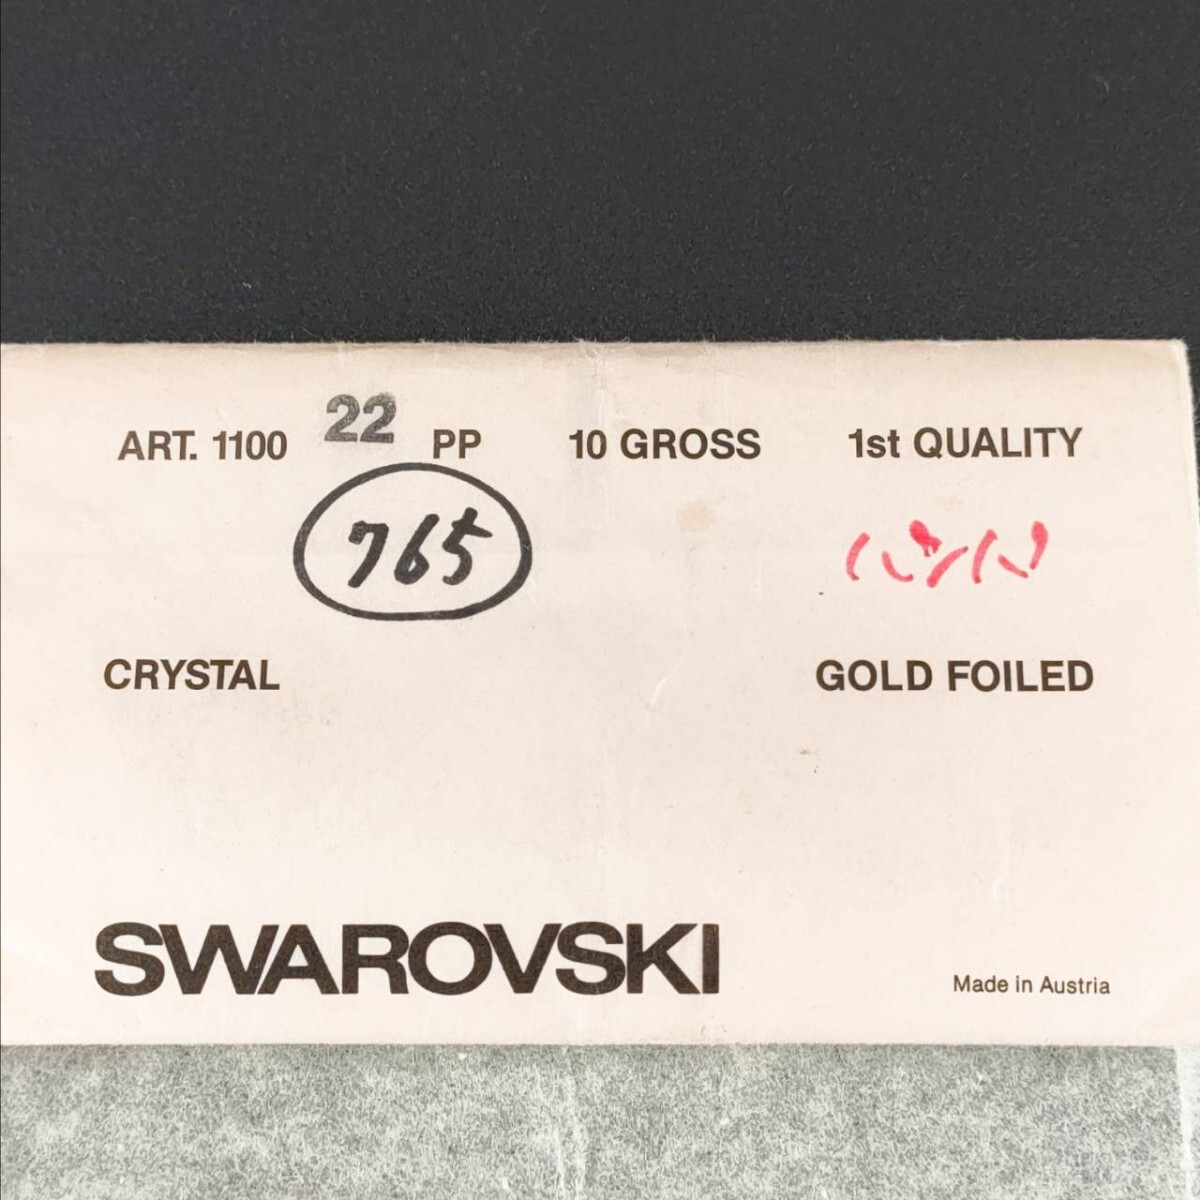 ART. 1100 22 PP 10 GROSS 1st QUALITY
765
CRYSTAL GOLD FOILED
SWAROVSKI Made in Austria